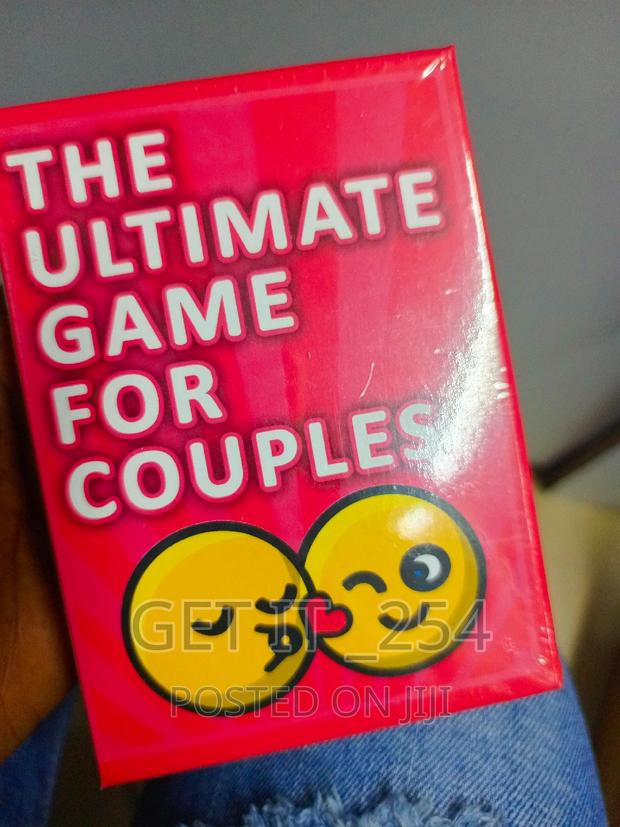 THE
ULTIMATE
GAME
FOR
COUPLES
GET IT_254
POSTED ON JIJI